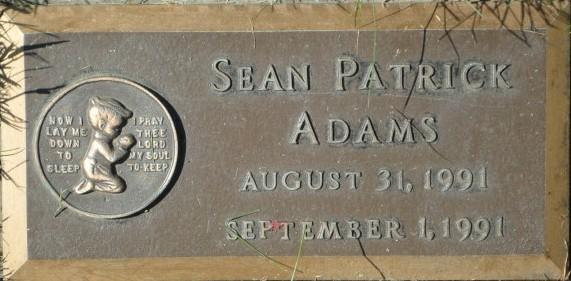 NOW I
LAY ME
DOWN
TO
SLEEP
I PRAY
THEE
LORD
MY SOUL
TO KEEP
SEAN PATRICK
ADAMS
AUGUST 31, 1991
SEPTEMBER 1, 1991